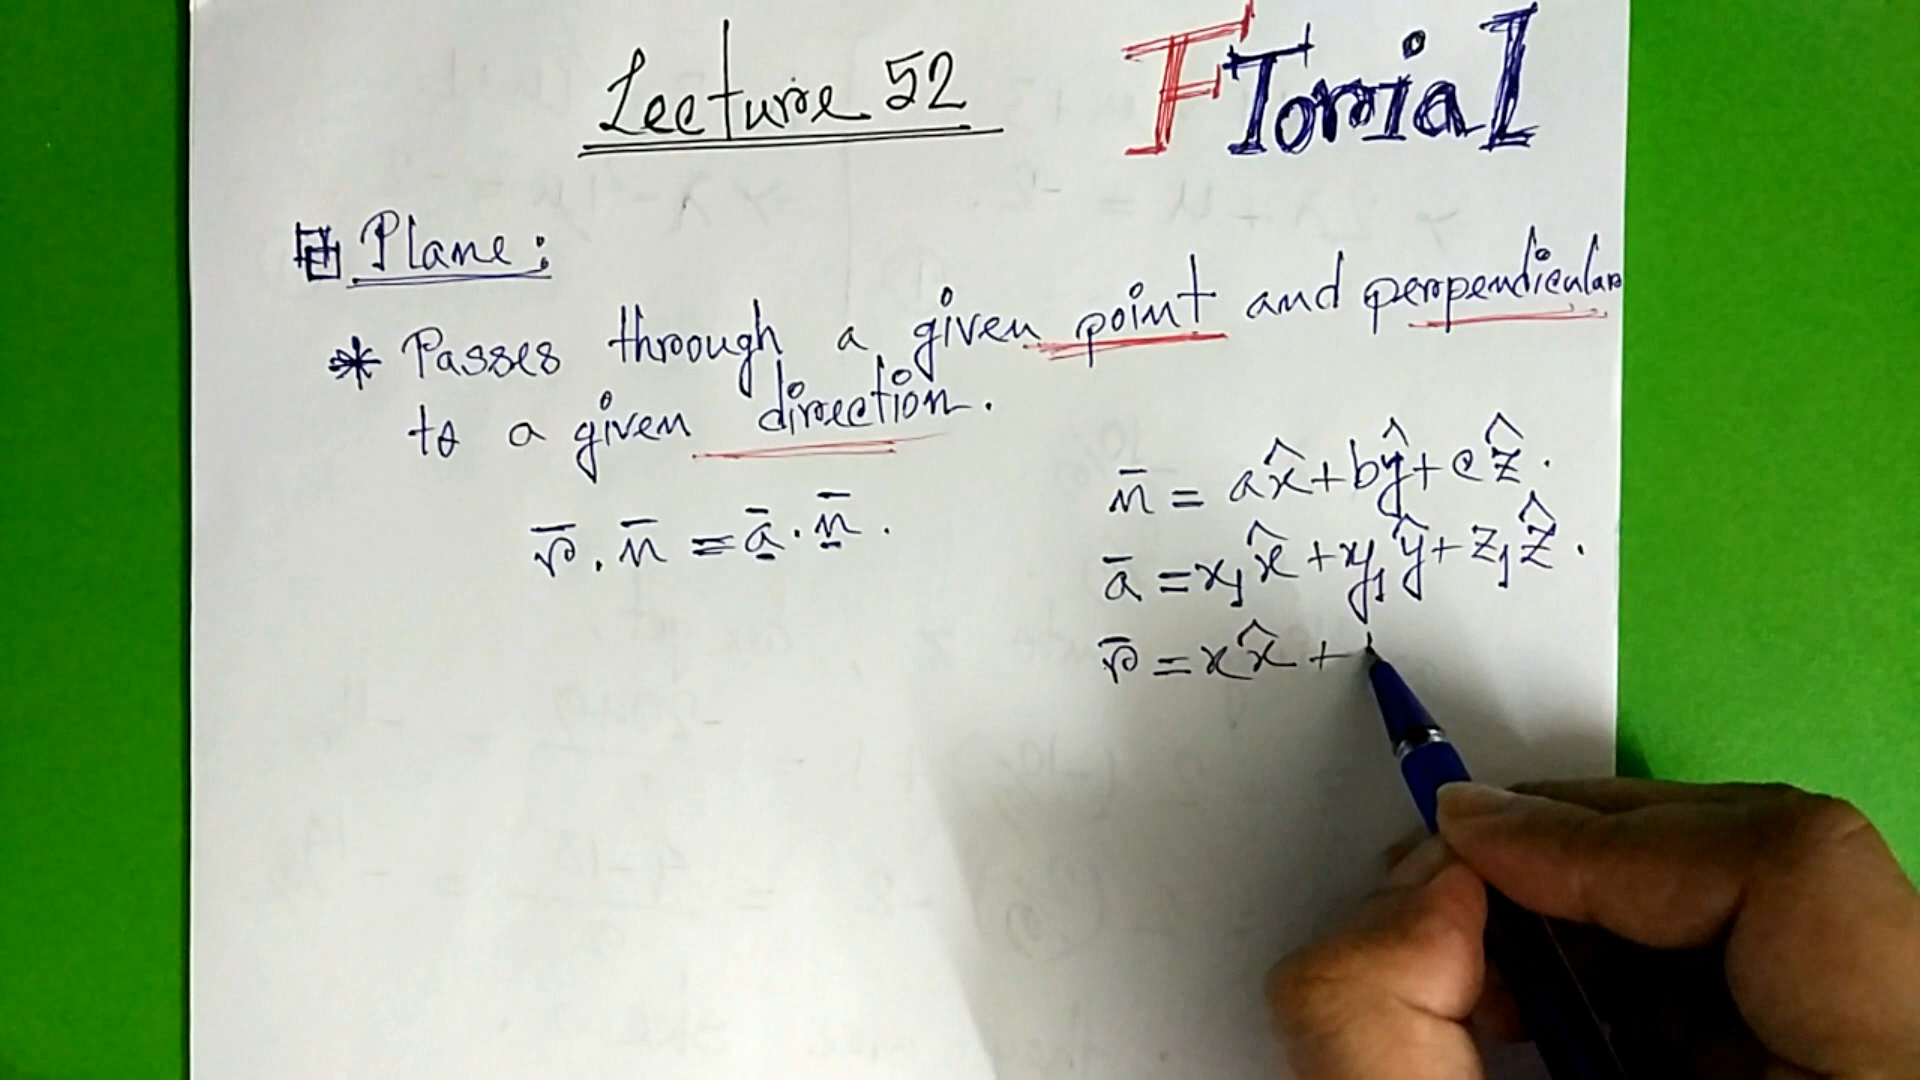 Lecture 52
FTorial
Plane:
* Passes through a given point and perpendicular
to a given direction.
r̄ . n̄ = ā . n̄ .
n̄ = ax̂ + bŷ + cẑ .
ā = x₁x̂ + y₁ŷ + z₁ẑ .
r̄ = xx̂ +